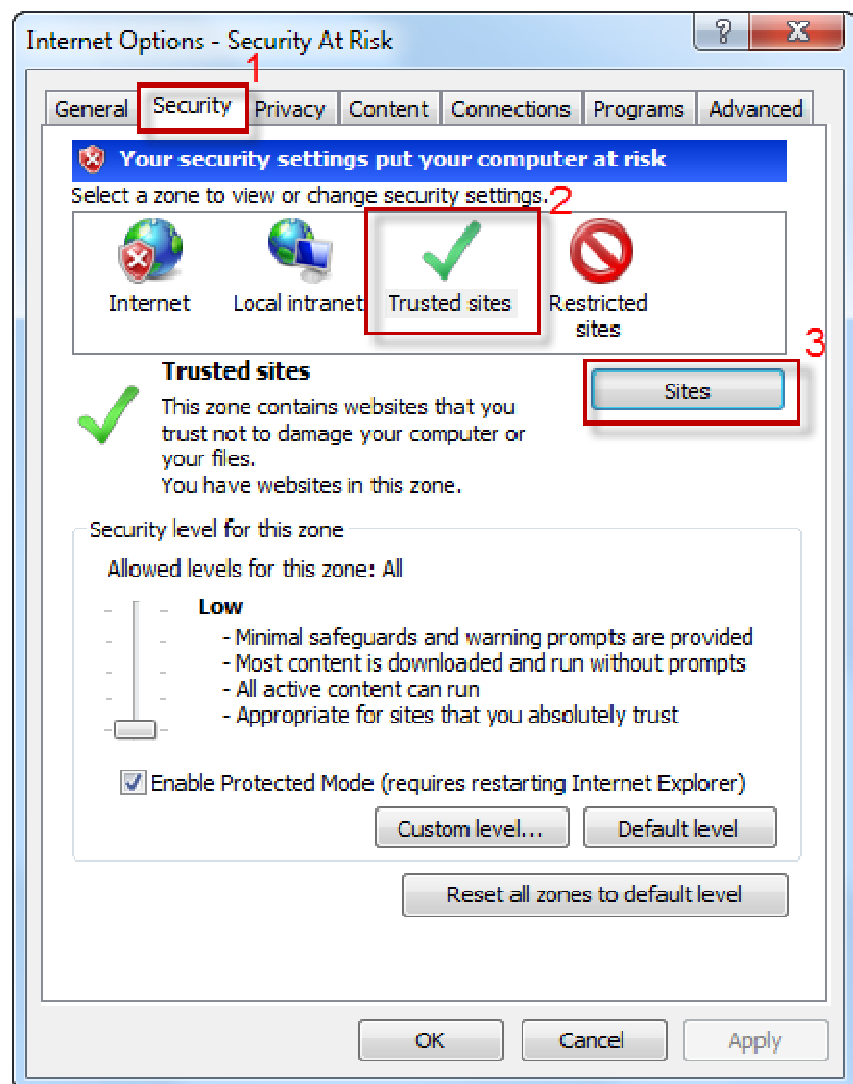 Internet Options - Security At Risk
?
X
1
General Security Privacy Content Connections Programs Advanced
Your security settings put your computer at risk
Select a zone to view or change security settings.
2
Internet Local intranet Trusted sites Restricted
sites
3
Trusted sites
Sites
This zone contains websites that you
trust not to damage your computer or
your files.
You have websites in this zone.
Security level for this zone
Allowed levels for this zone: All
Low
- Minimal safeguards and warning prompts are provided
- Most content is downloaded and run without prompts
- All active content can run
- Appropriate for sites that you absolutely trust
Enable Protected Mode (requires restarting Internet Explorer)
Custom level... Default level
Reset all zones to default level
OK Cancel Apply